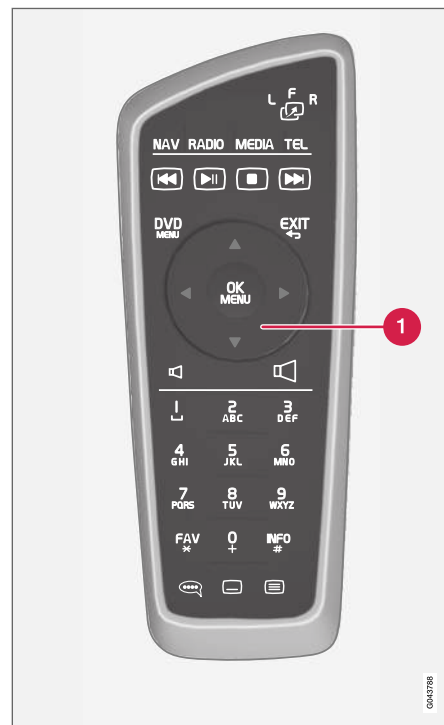 L F R
NAV RADIO MEDIA TEL
DVD EXIT
MENU
OK
MENU
1
1 2 3
ABC DEF
4 5 6
GHI JKL MNO
7 8 9
PQRS TUV WXYZ
FAV 0 INFO
* + #
G043788